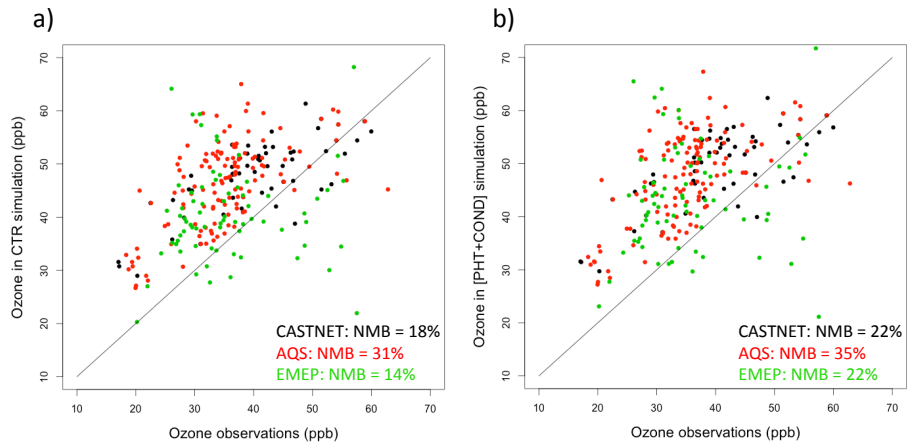 a)
Ozone in CTR simulation (ppb)
70
60
50
40
30
20
10
CASTNET: NMB = 18%
AQS: NMB = 31%
EMEP: NMB = 14%
10 20 30 40 50 60 70
Ozone observations (ppb)
b)
Ozone in [PHT+COND] simulation (ppb)
70
60
50
40
30
20
10
CASTNET: NMB = 22%
AQS: NMB = 35%
EMEP: NMB = 22%
10 20 30 40 50 60 70
Ozone observations (ppb)